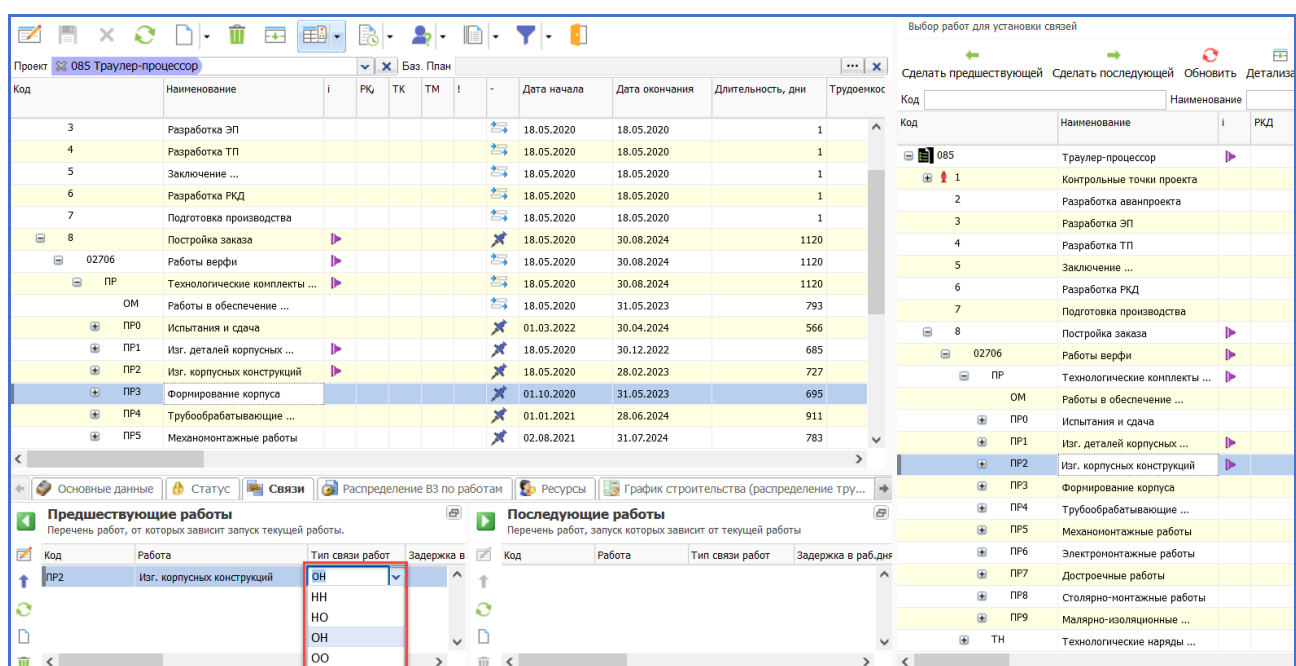 Проект 085 Траулер-процессор Баз. План ...
Код Наименование i РК, ТК ТМ ! - Дата начала Дата окончания Длительность, дни Трудоемкос
3 Разработка ЭП 18.05.2020 18.05.2020 1
4 Разработка ТП 18.05.2020 18.05.2020 1
5 Заключение ... 18.05.2020 18.05.2020 1
6 Разработка РКД 18.05.2020 18.05.2020 1
7 Подготовка производства 18.05.2020 18.05.2020 1
8 Постройка заказа 18.05.2020 30.08.2024 1120
02706 Работы верфи 18.05.2020 30.08.2024 1120
ПР Технологические комплекты ... 18.05.2020 30.08.2024 1120
ОМ Работы в обеспечение ... 18.05.2020 31.05.2023 793
ПР0 Испытания и сдача 01.03.2022 30.04.2024 566
ПР1 Изг. деталей корпусных ... 18.05.2020 30.12.2022 685
ПР2 Изг. корпусных конструкций 18.05.2020 28.02.2023 727
ПР3 Формирование корпуса 01.10.2020 31.05.2023 695
ПР4 Трубообрабатывающие ... 01.01.2021 28.06.2024 911
ПР5 Механомонтажные работы 02.08.2021 31.07.2024 783
Основные данные Статус Связи Распределение ВЗ по работам Ресурсы График строительства (распределение тру...
Предшествующие работы
Перечень работ, от которых зависит запуск текущей работы.
Код Работа Тип связи работ Задержка в
ПР2 Изг. корпусных конструкций ОН
НН
НО
ОН
ОО
Последующие работы
Перечень работ, запуск которых зависит от текущей работы
Код Работа Тип связи работ Задержка в раб.дня
Выбор работ для установки связей
Сделать предшествующей Сделать последующей Обновить Детализа
Код Наименование
Код Наименование i РКД
085 Траулер-процессор
1 Контрольные точки проекта
2 Разработка аванпроекта
3 Разработка ЭП
4 Разработка ТП
5 Заключение ...
6 Разработка РКД
7 Подготовка производства
8 Постройка заказа
02706 Работы верфи
ПР Технологические комплекты ...
ОМ Работы в обеспечение ...
ПР0 Испытания и сдача
ПР1 Изг. деталей корпусных ...
ПР2 Изг. корпусных конструкций
ПР3 Формирование корпуса
ПР4 Трубообрабатывающие ...
ПР5 Механомонтажные работы
ПР6 Электромонтажные работы
ПР7 Достроечные работы
ПР8 Столярно-монтажные работы
ПР9 Малярно-изоляционные ...
ТН Технологические наряды ...